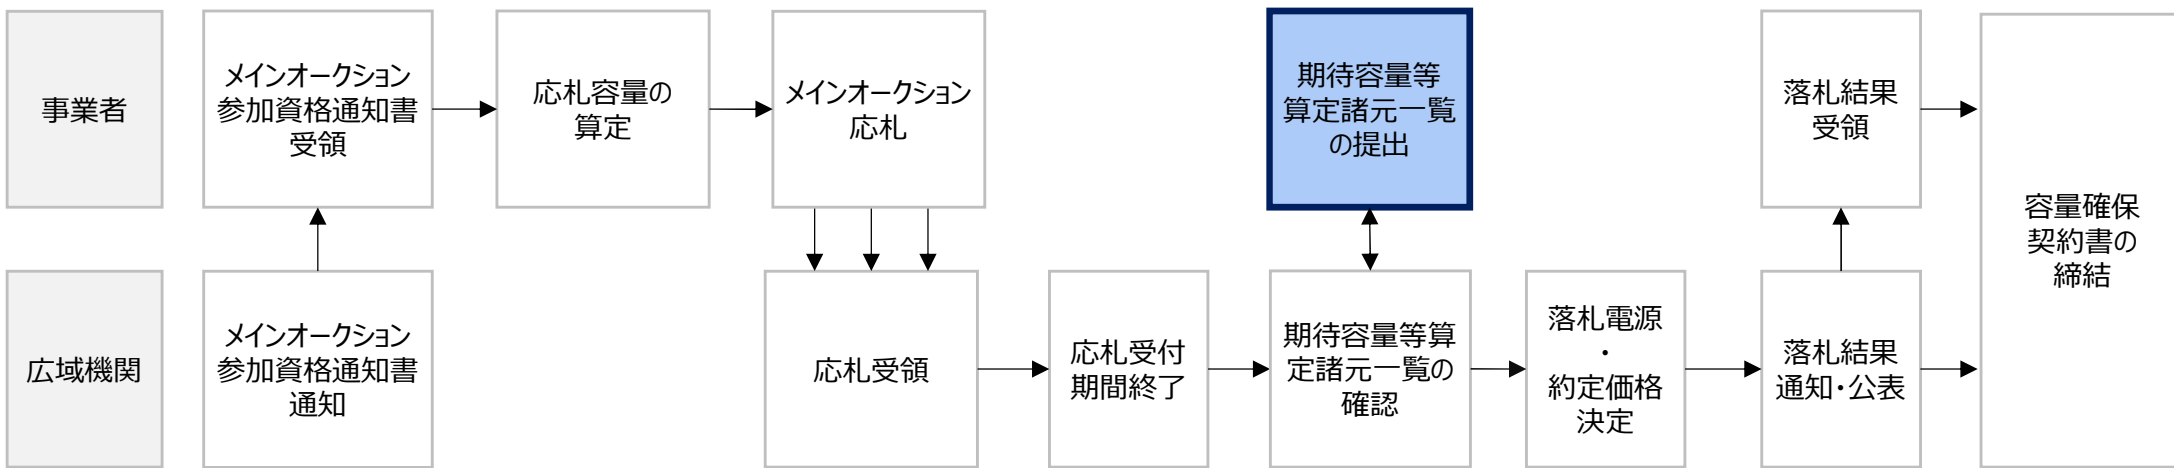 事業者
メインオークション
参加資格通知書
受領
応札容量の
算定
メインオークション
応札
期待容量等
算定諸元一覧
の提出
落札結果
受領
容量確保
契約書の
締結
広域機関
メインオークション
参加資格通知書
通知
応札受領
応札受付
期間終了
期待容量等算
定諸元一覧の
確認
落札電源
・
約定価格
決定
落札結果
通知・公表